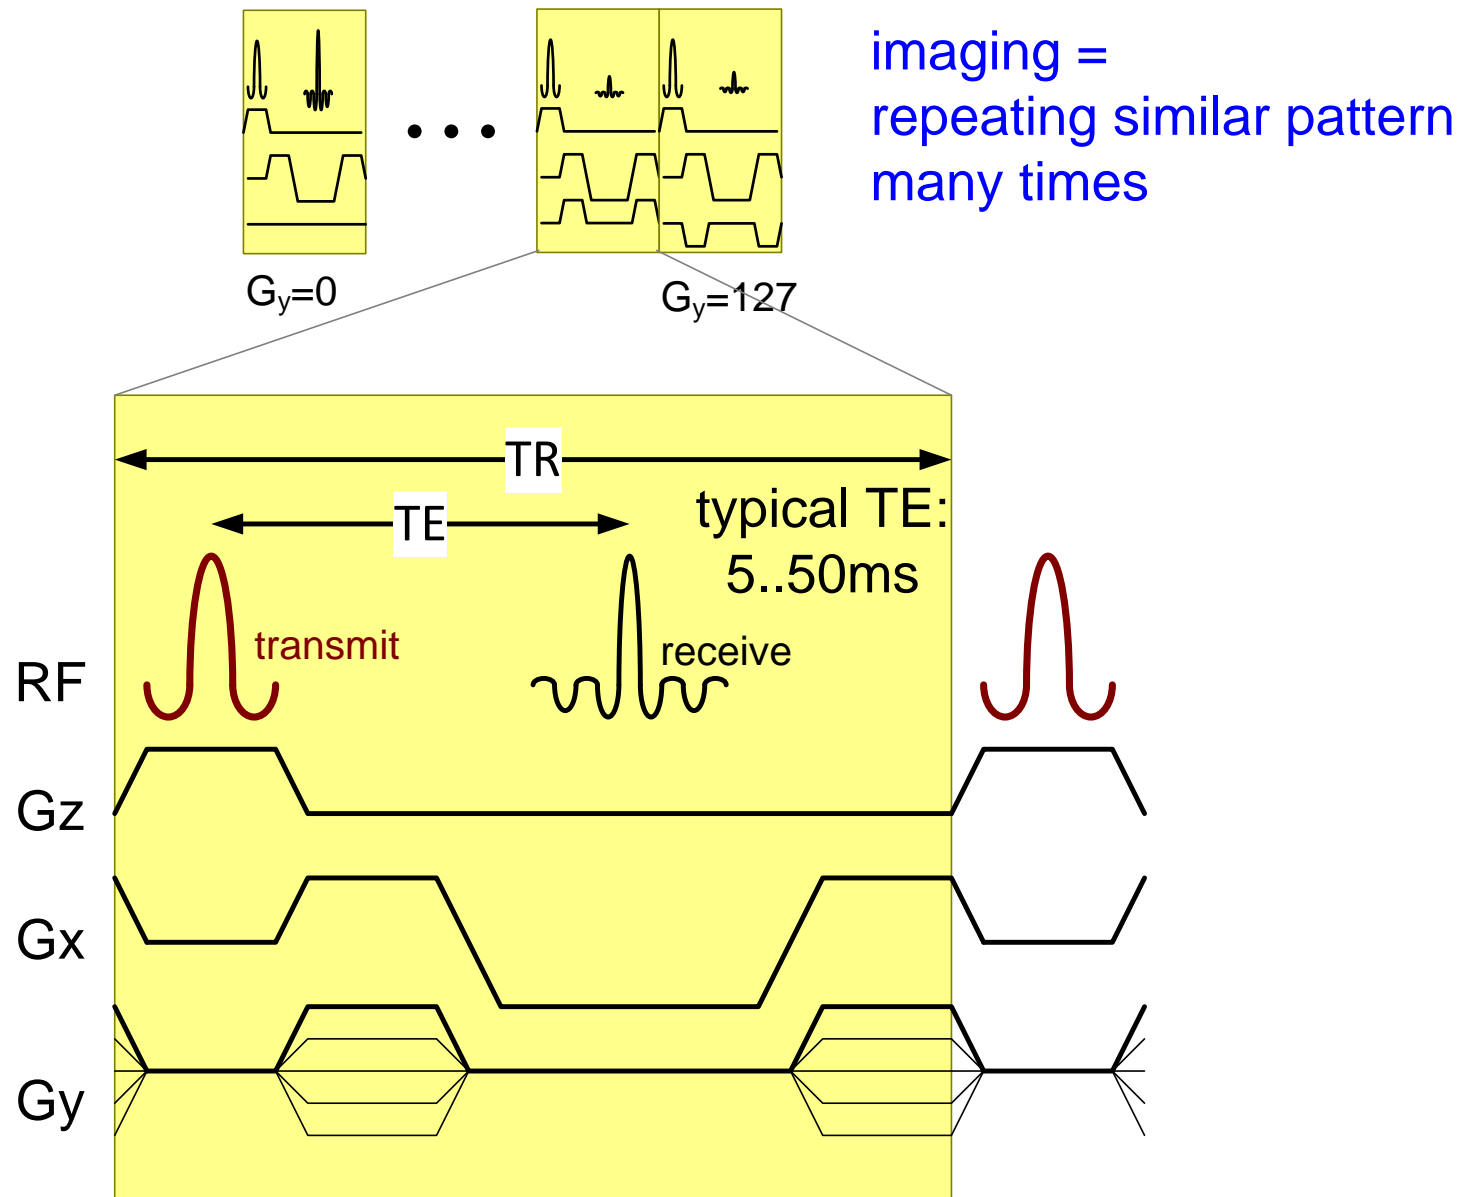 imaging =
repeating similar pattern
many times
Gy=0
Gy=127
TR
TE
typical TE:
5..50ms
transmit
receive
RF
Gz
Gx
Gy